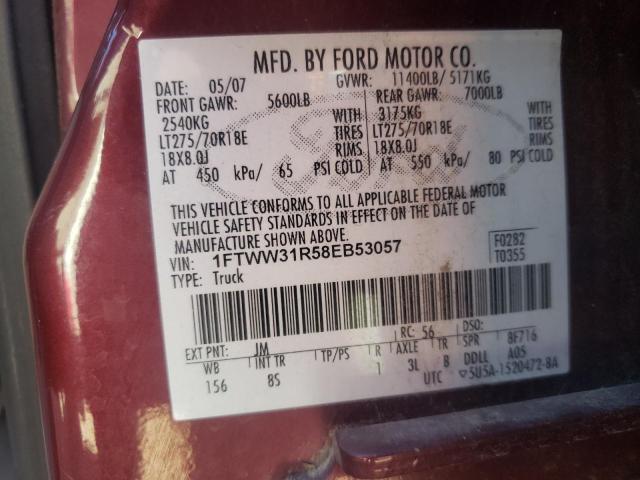 MFD. BY FORD MOTOR CO.
DATE: 05/07 GVWR: 11400LB/ 5171KG
FRONT GAWR: 5600LB REAR GAWR: 7000LB
2540KG WITH 3175KG WITH
LT275/70R18E TIRES LT275/70R18E TIRES
18X8.0J RIMS 18X8.0J RIMS
AT 450 kPa/ 65 PSI COLD AT 550 kPa/ 80 PSI COLD
THIS VEHICLE CONFORMS TO ALL APPLICABLE FEDERAL MOTOR
VEHICLE SAFETY STANDARDS IN EFFECT ON THE DATE OF
MANUFACTURE SHOWN ABOVE.
VIN: 1FTWW31R58EB53057 F0282
TYPE: Truck T0355
EXT PNT: JM RC: 56 DSO:
WB INT TR TP/PS R AXLE TR SPR 8F716
156 8S 1 3L 8 DDLL A05
UTC ▽5U5A-1520472-8A